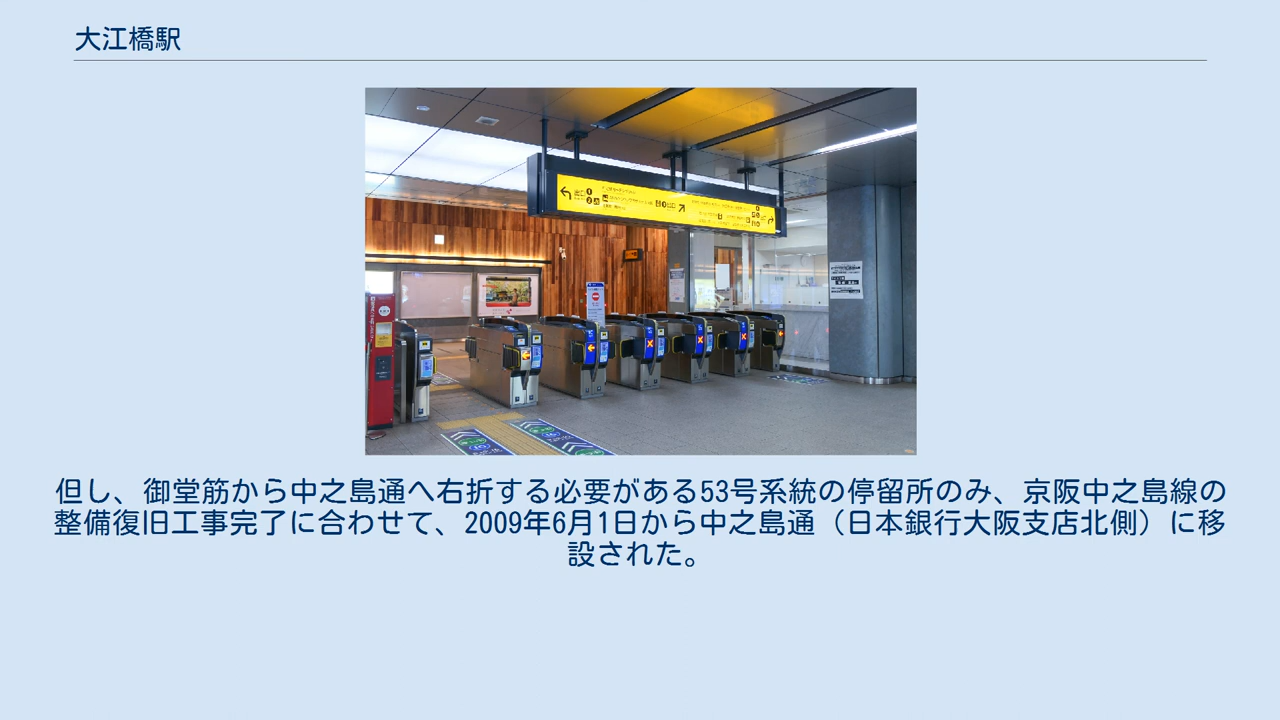 大江橋駅
但し、御堂筋から中之島通へ右折する必要がある53号系統の停留所のみ、京阪中之島線の
整備復旧工事完了に合わせて、2009年6月1日から中之島通（日本銀行大阪支店北側）に移
設された。